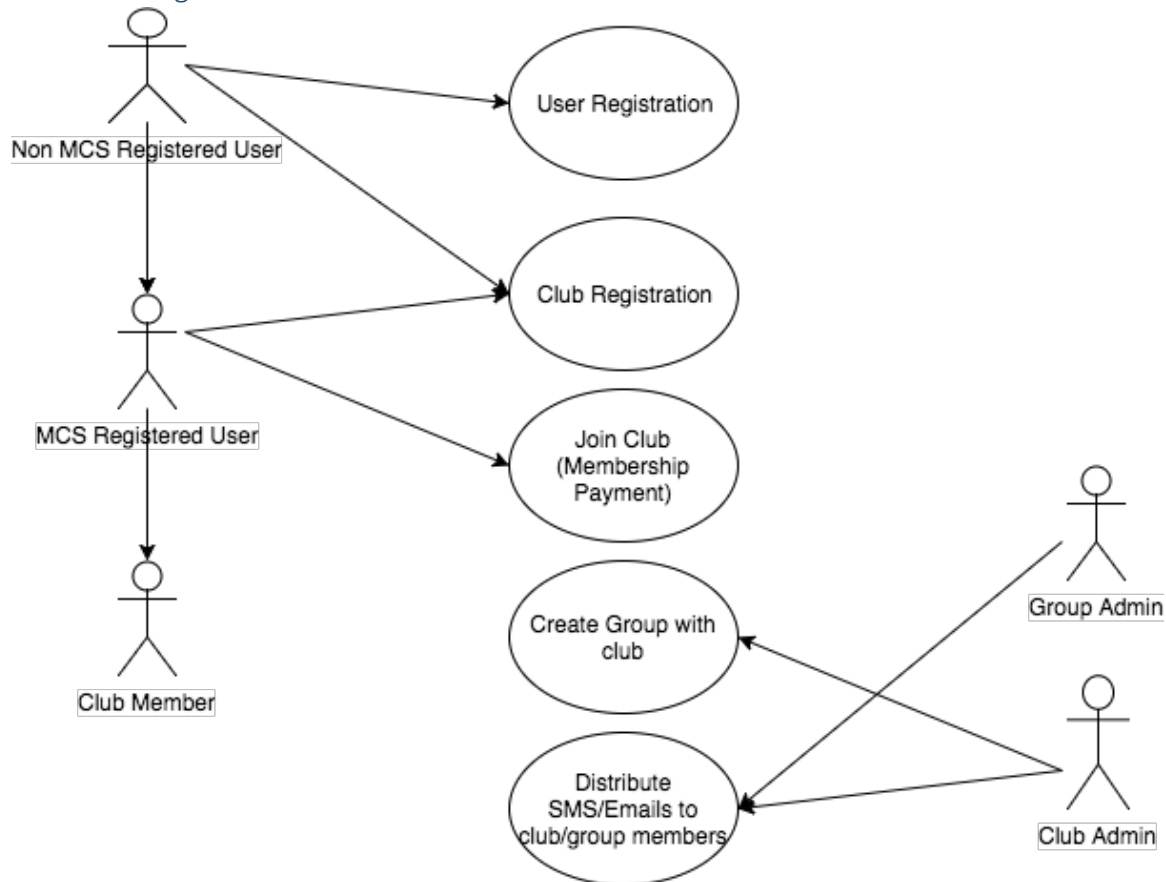 Non MCS Registered User
User Registration
Club Registration
MCS Registered User
Join Club
(Membership
Payment)
Group Admin
Create Group with
club
Club Member
Distribute
SMS/Emails to
club/group members
Club Admin